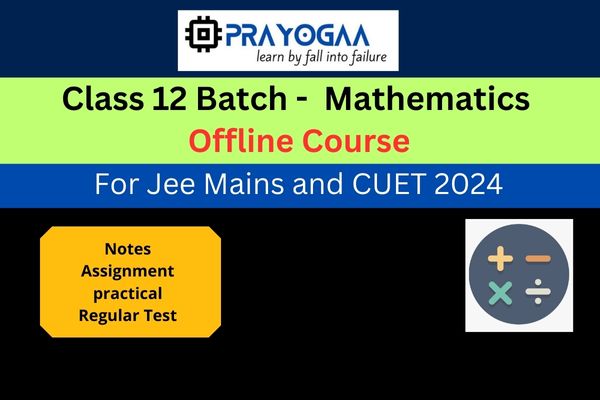 PRAYOGAA
learn by fall into failure
Class 12 Batch - Mathematics
Offline Course
For Jee Mains and CUET 2024
Notes
Assignment
practical
Regular Test